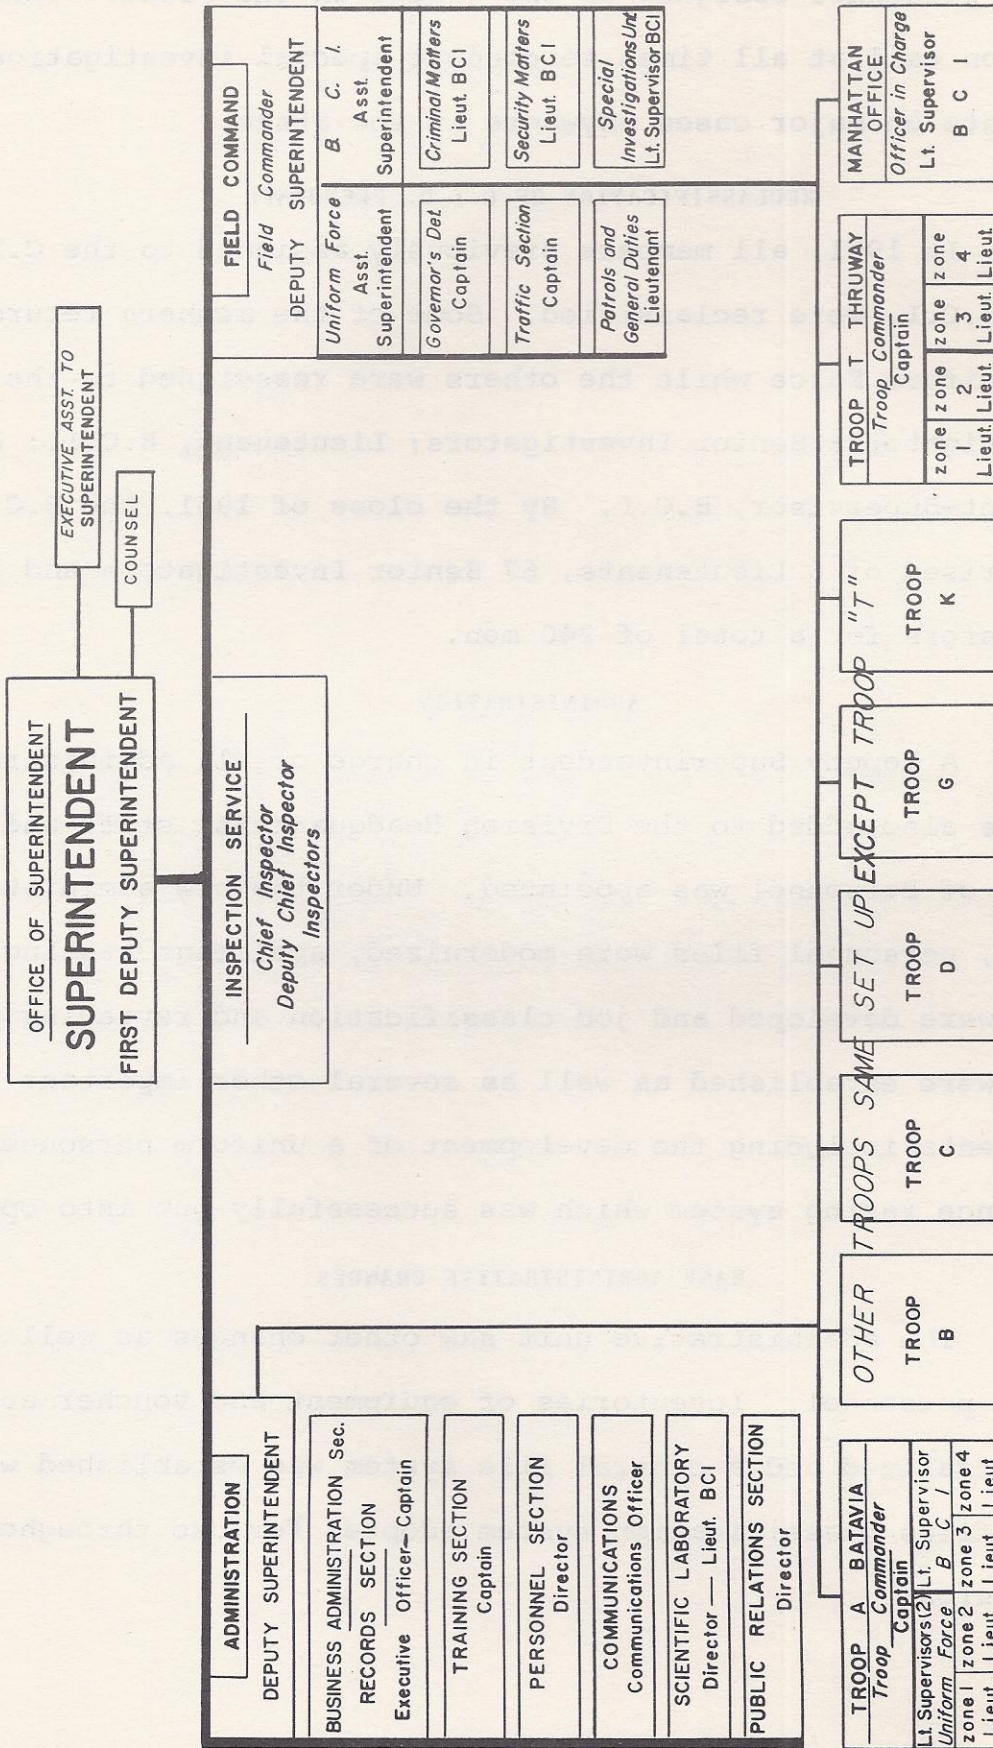 OFFICE OF SUPERINTENDENT
SUPERINTENDENT
FIRST DEPUTY SUPERINTENDENT
EXECUTIVE ASST. TO
SUPERINTENDENT
COUNSEL
ADMINISTRATION
DEPUTY SUPERINTENDENT
BUSINESS ADMINISTRATION Sec.
RECORDS SECTION
Executive Officer-Captain
TRAINING SECTION
Captain
PERSONNEL SECTION
Director
COMMUNICATIONS
Communications Officer
SCIENTIFIC LABORATORY
Director — Lieut. BCI
PUBLIC RELATIONS SECTION
Director
INSPECTION SERVICE
Chief Inspector
Deputy Chief Inspector
Inspectors
FIELD COMMAND
Field Commander
DEPUTY SUPERINTENDENT
Uniform Force
Asst.
Superintendent
Governor's Det.
Captain
Traffic Section
Captain
Patrols and
General Duties
Lieutenant
B. C. I.
Asst.
Superintendent
Criminal Matters
Lieut. BCI
Security Matters
Lieut. BCI
Special
Investigations Unt
Lt. Supervisor BCI
TROOP A BATAVIA
Troop Commander
Captain
Lt. Supervisors(2) Lt. Supervisor
Uniform Force B C I
zone 1 zone 2 zone 3 zone 4
Lieut. Lieut. Lieut. Lieut.
OTHER TROOPS SAME SET UP EXCEPT TROOP "T"
TROOP
B
TROOP
C
TROOP
D
TROOP
G
TROOP
K
TROOP T THRUWAY
Troop Commander
Captain
zone zone zone zone
1 2 3 4
Lieut. Lieut. Lieut. Lieut.
MANHATTAN
OFFICE
Officer in Charge
Lt. Supervisor
B C I